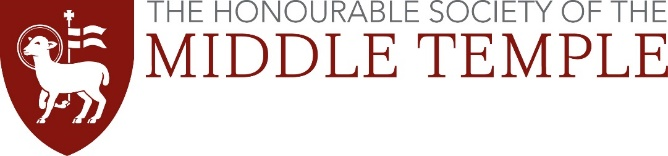 THE HONOURABLE SOCIETY OF THE
MIDDLE TEMPLE